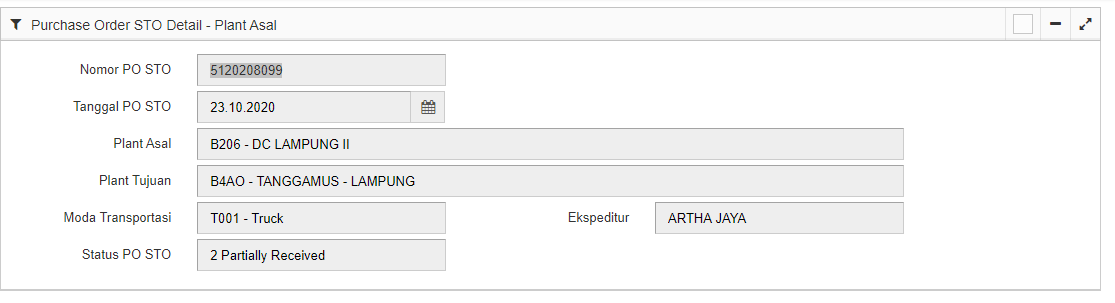 Purchase Order STO Detail - Plant Asal
Nomor PO STO 5120208099
Tanggal PO STO 23.10.2020
Plant Asal B206 - DC LAMPUNG II
Plant Tujuan B4AO - TANGGAMUS - LAMPUNG
Moda Transportasi T001 - Truck Ekspeditur ARTHA JAYA
Status PO STO 2 Partially Received